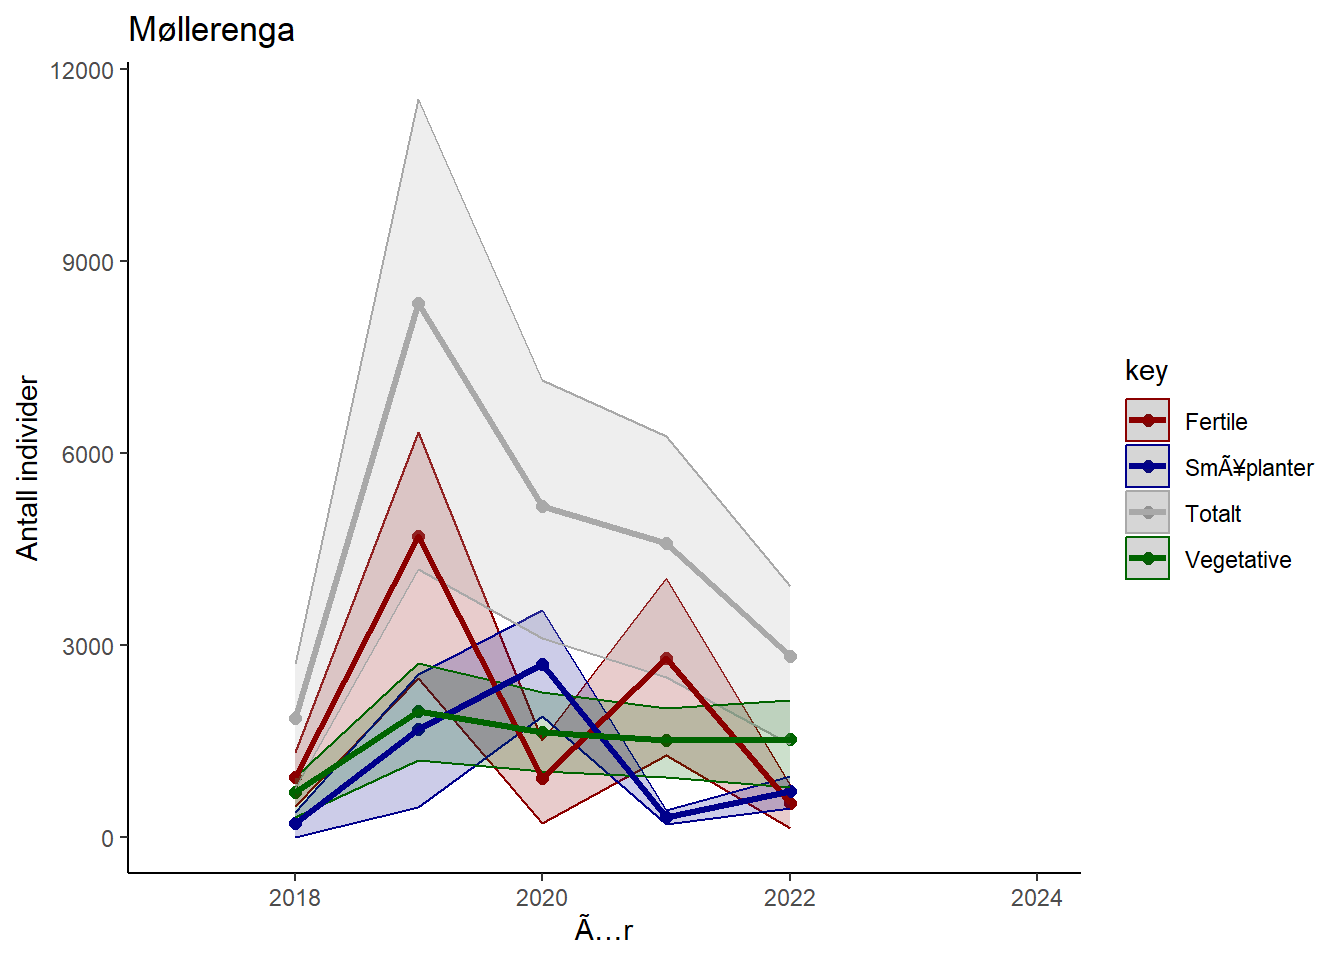 Møllerenga
12000
9000
6000
3000
0
Antall individer
2018
2020
2022
2024
Ã…r
key
Fertile
SmÃ¥planter
Totalt
Vegetative